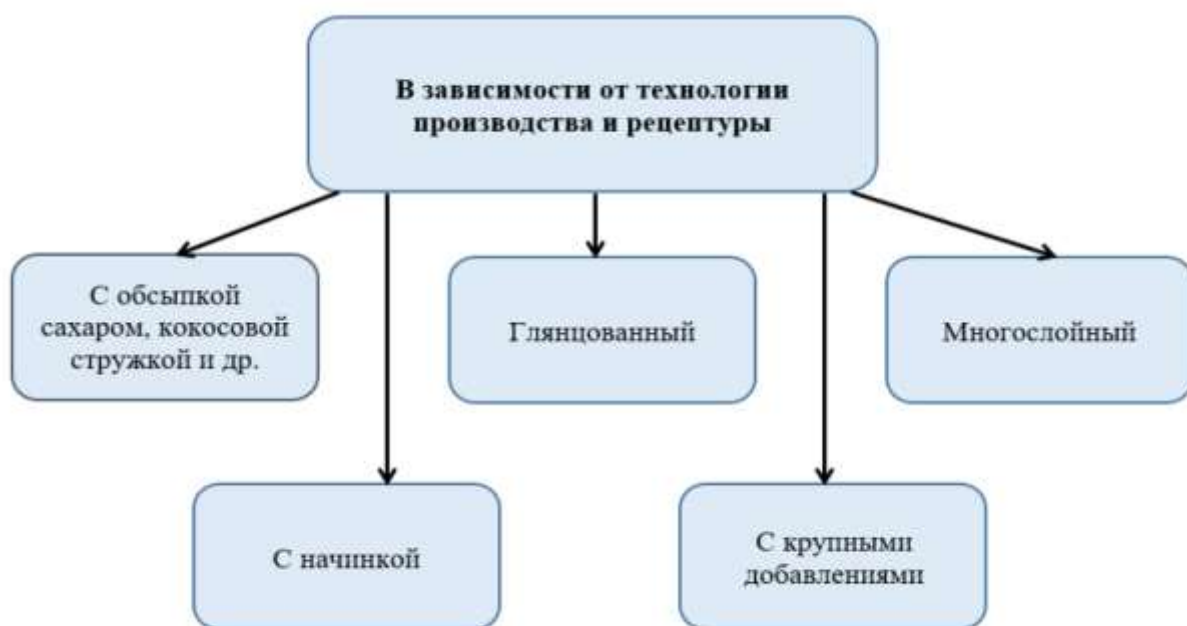 В зависимости от технологии
производства и рецептуры
С обсыпкой
сахаром, кокосовой
стружкой и др.
Глянцованный
Многослойный
С начинкой
С крупными
добавлениями